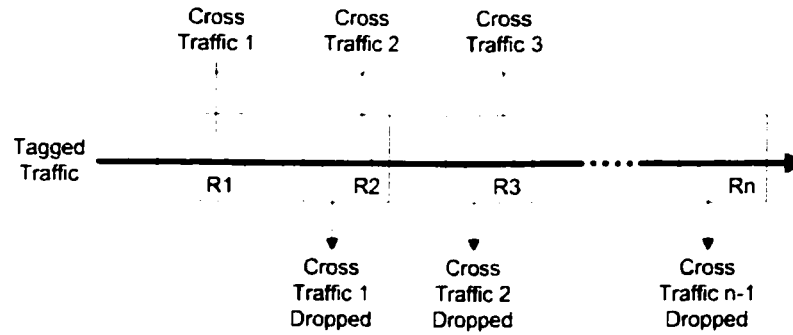 Cross
Traffic 1
Cross
Traffic 2
Cross
Traffic 3
Tagged
Traffic
R1
R2
R3
Rn
Cross
Traffic 1
Dropped
Cross
Traffic 2
Dropped
Cross
Traffic n-1
Dropped